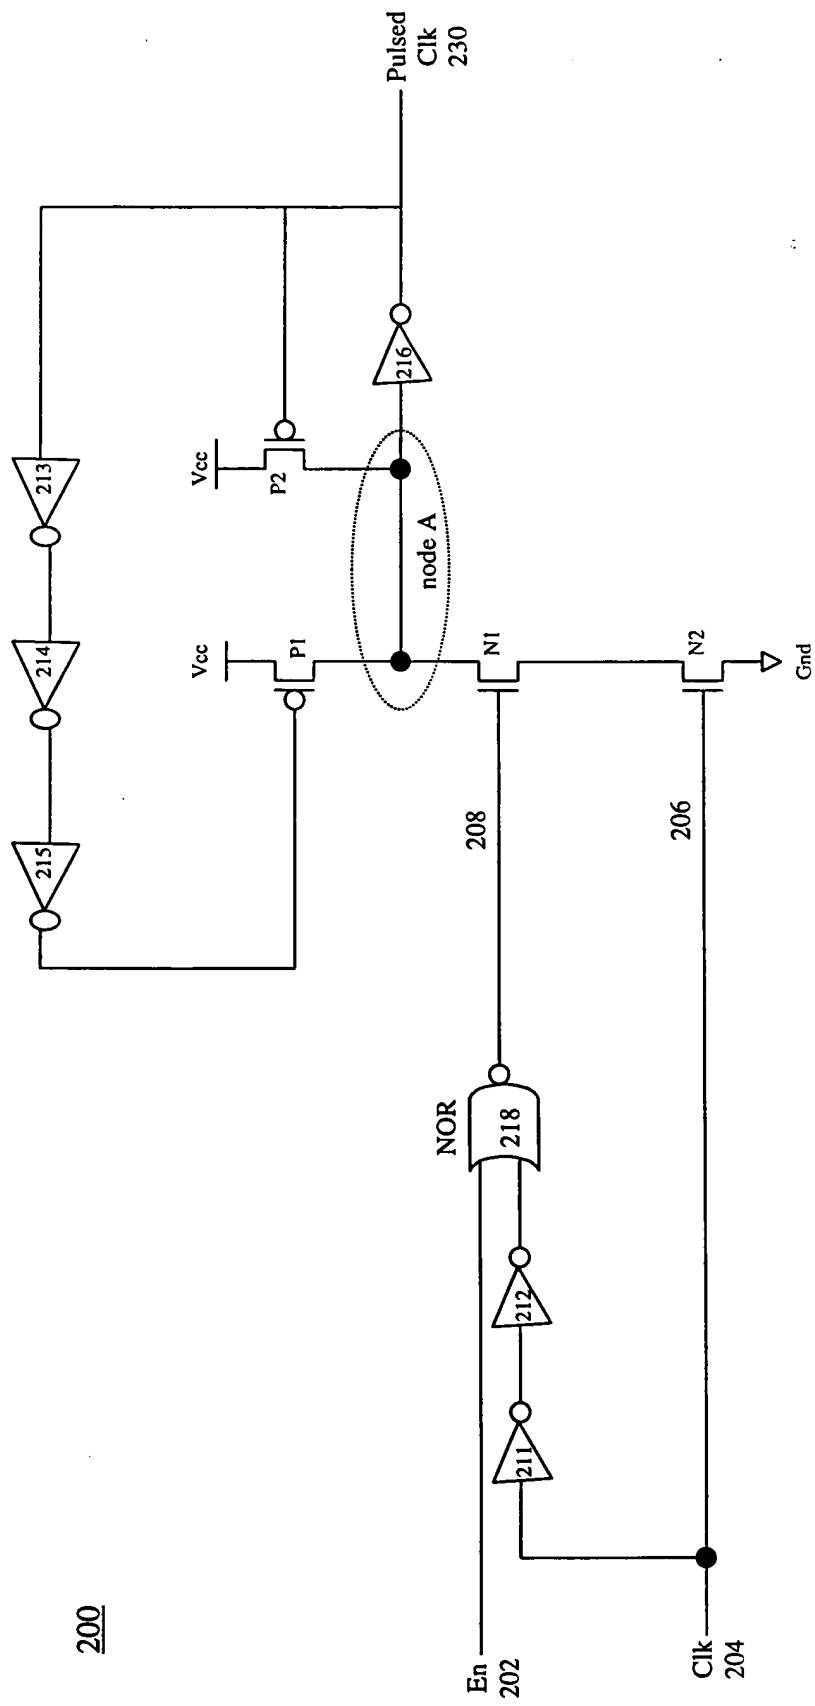 200
Pulsed
Clk
230
213
214
215
Vcc
P2
216
Vcc
P1
node A
N1
N2
Gnd
208
206
NOR
218
212
211
En
202
Clk
204